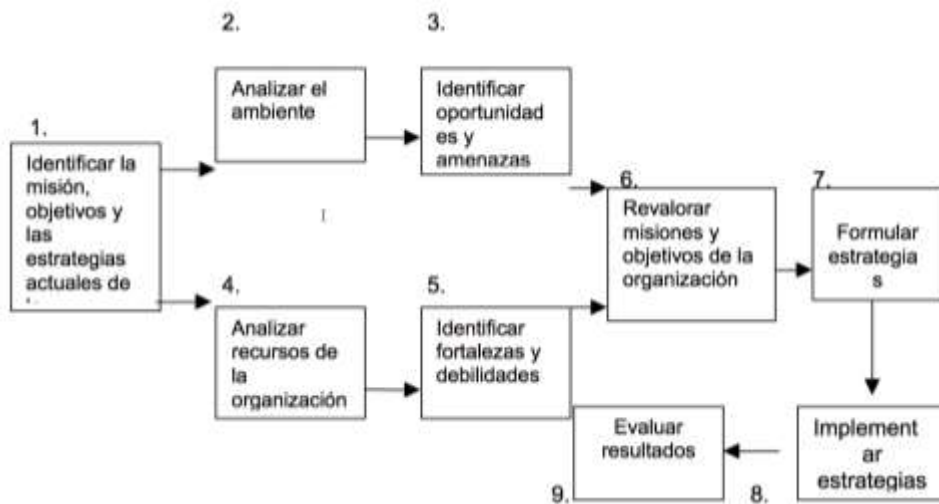 1.
Identificar la
misión,
objetivos y
las
estrategias
actuales de
2.
Analizar el
ambiente
3.
Identificar
oportunidad
es y
amenazas
4.
Analizar
recursos de
la
organización
5.
Identificar
fortalezas y
debilidades
6.
Revalorar
misiones y
objetivos de la
organización
7.
Formular
estrategia
s
Implement
ar
estrategias
8.
Evaluar
resultados
9.